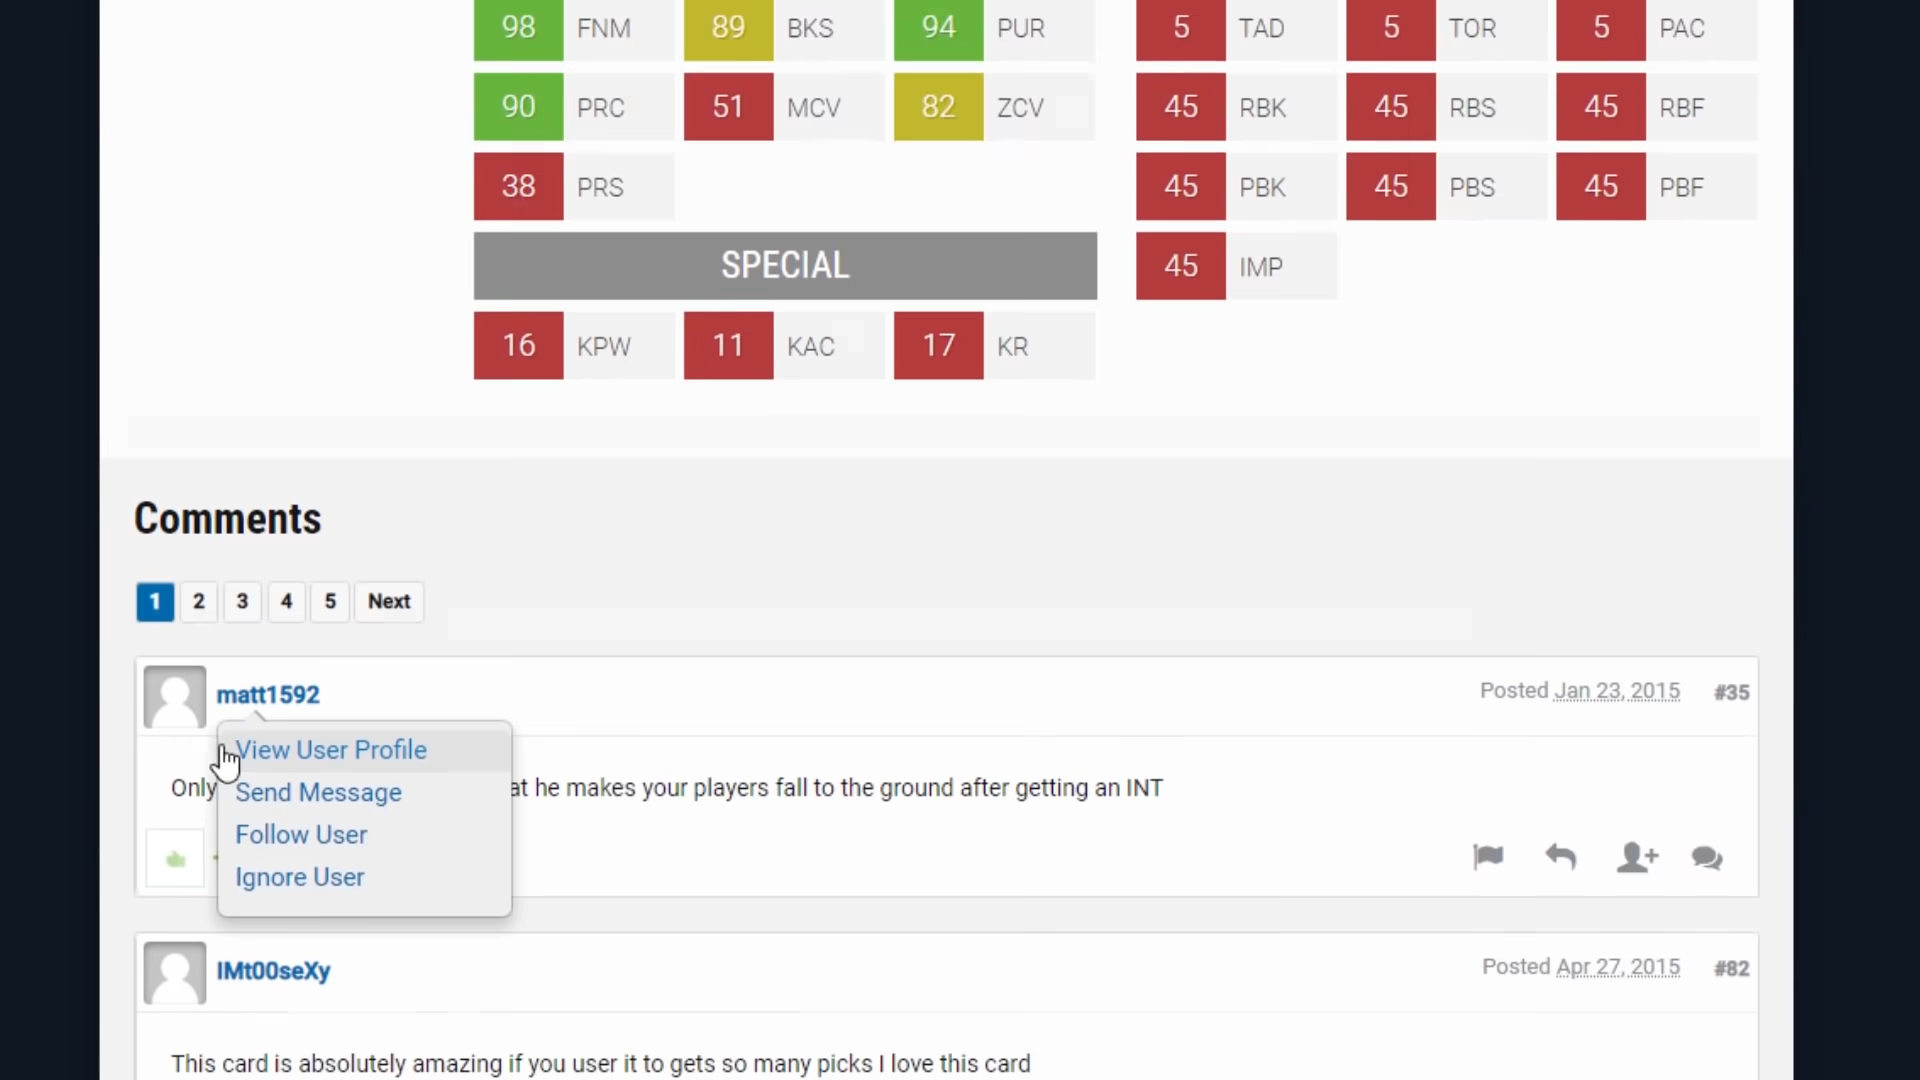 98 FNM 89 BKS 94 PUR 5 TAD 5 TOR 5 PAC
90 PRC 51 MCV 82 ZCV 45 RBK 45 RBS 45 RBF
38 PRS 45 PBK 45 PBS 45 PBF
SPECIAL 45 IMP
16 KPW 11 KAC 17 KR
Comments
1 2 3 4 5 Next
matt1592 Posted Jan 23, 2015 #35
View User Profile
Only at he makes your players fall to the ground after getting an INT
Send Message
Follow User
Ignore User
IMt00seXy Posted Apr 27, 2015 #82
This card is absolutely amazing if you user it to gets so many picks I love this card